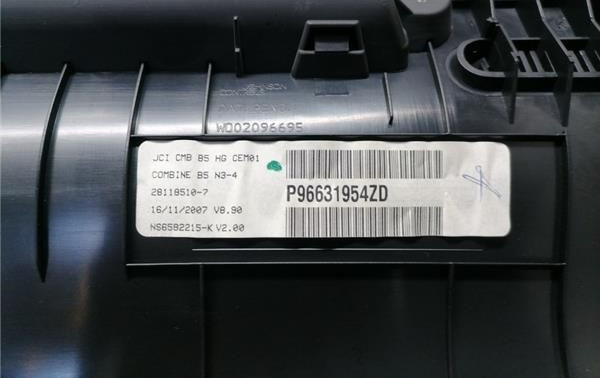 W002096695
JCI CMB B5 HG CEM01
COMBINE B5 N3-4
28118510-7
P96631954ZD
16/11/2007 V8.90
NS6592215-K V2.00